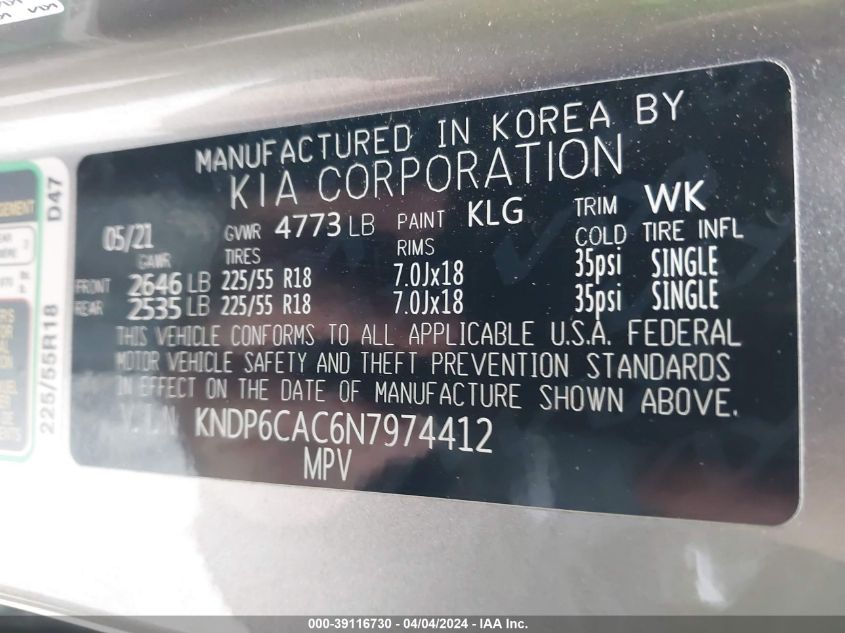 MANUFACTURED IN KOREA BY
KIA CORPORATION
05/21 GVWR 4773 LB PAINT KLG TRIM WK
GAWR TIRES RIMS COLD TIRE INFL
FRONT 2646 LB 225/55 R18 7.0Jx18 35psi SINGLE
REAR 2535 LB 225/55 R18 7.0Jx18 35psi SINGLE
THIS VEHICLE CONFORMS TO ALL APPLICABLE U.S.A. FEDERAL
MOTOR VEHICLE SAFETY AND THEFT PREVENTION STANDARDS
IN EFFECT ON THE DATE OF MANUFACTURE SHOWN ABOVE.
V.I.N KNDP6CAC6N7974412
MPV
225/55R18 D47
000-39116730 - 04/04/2024 - IAA Inc.